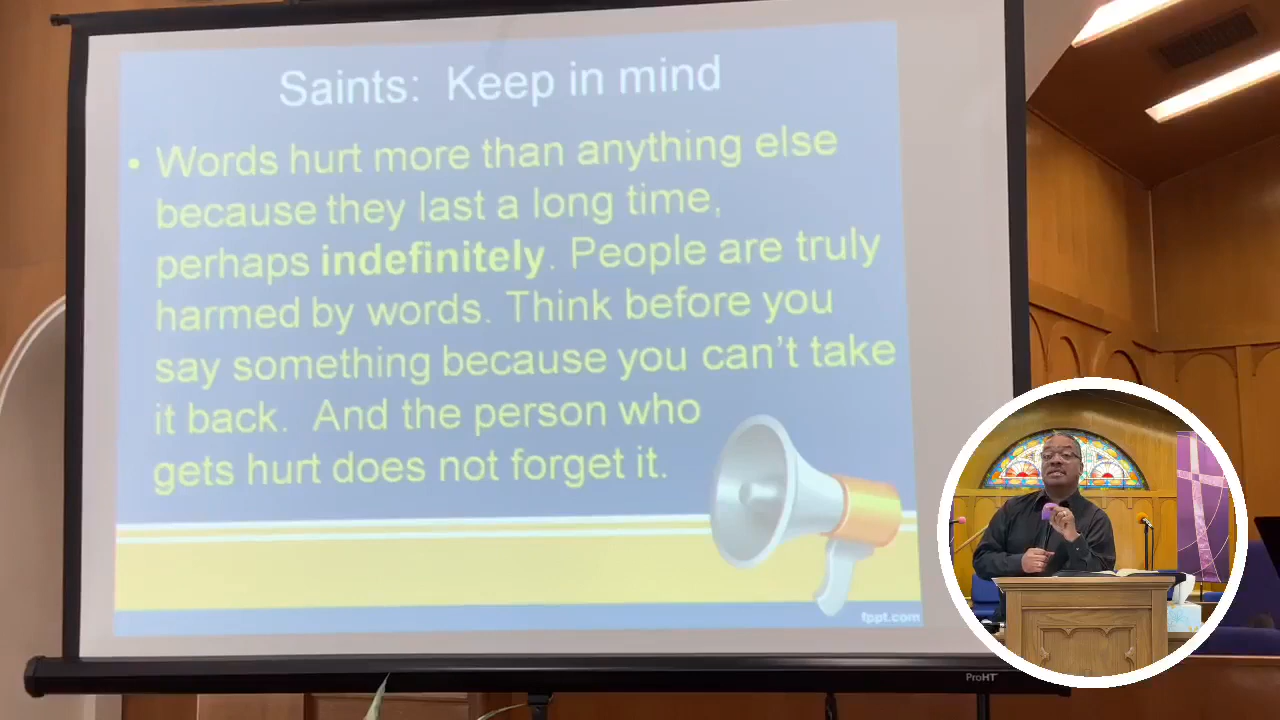 Saints: Keep in mind
• Words hurt more than anything else
because they last a long time,
perhaps indefinitely. People are truly
harmed by words. Think before you
say something because you can't take
it back. And the person who
gets hurt does not forget it.
fppt.com
ProHT